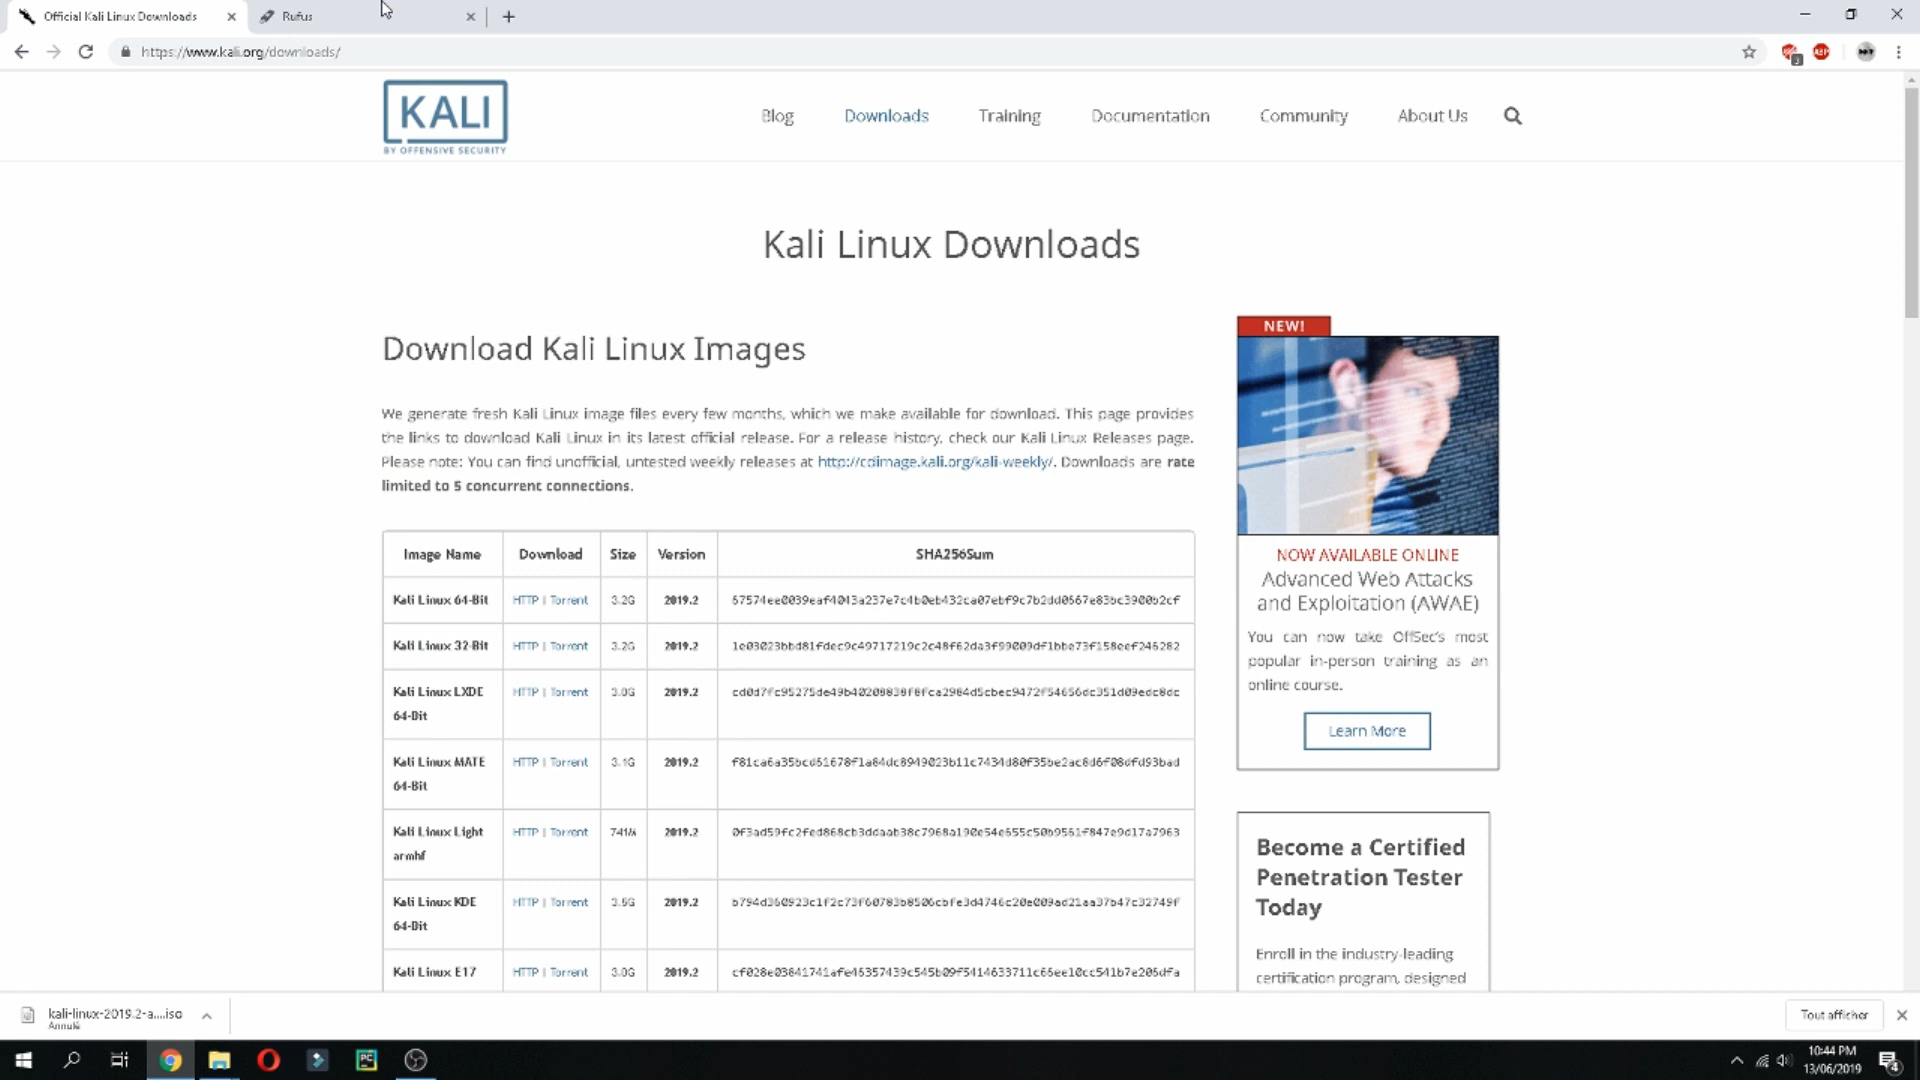 Official Kali Linux Downloads
Rufus
https://www.kali.org/downloads/
KALI
BY OFFENSIVE SECURITY
Blog
Downloads
Training
Documentation
Community
About Us
Kali Linux Downloads
Download Kali Linux Images
We generate fresh Kali Linux image files every few months, which we make available for download. This page provides
the links to download Kali Linux in its latest official release. For a release history, check our Kali Linux Releases page.
Please note: You can find unofficial, untested weekly releases at http://cdimage.kali.org/kali-weekly/. Downloads are rate
limited to 5 concurrent connections.
Image Name Download Size Version SHA256Sum
Kali Linux 64-Bit HTTP | Torrent 3.2G 2019.2
Kali Linux 32-Bit HTTP | Torrent 3.2G 2019.2
Kali Linux LXDE HTTP | Torrent 3.0G 2019.2
64-Bit
Kali Linux MATE HTTP | Torrent 3.1G 2019.2
64-Bit
Kali Linux Light HTTP | Torrent 741M 2019.2
armhf
Kali Linux KDE HTTP | Torrent 3.5G 2019.2
64-Bit
Kali Linux E17 HTTP | Torrent 3.0G 2019.2
NEW!
NOW AVAILABLE ONLINE
Advanced Web Attacks
and Exploitation (AWAE)
You can now take OffSec's most
popular in-person training as an
online course.
Learn More
Become a Certified
Penetration Tester
Today
Enroll in the industry-leading
certification program, designed
kali-linux-2019.2-a....iso
Annulé
Tout afficher
10:44 PM
13/06/2019